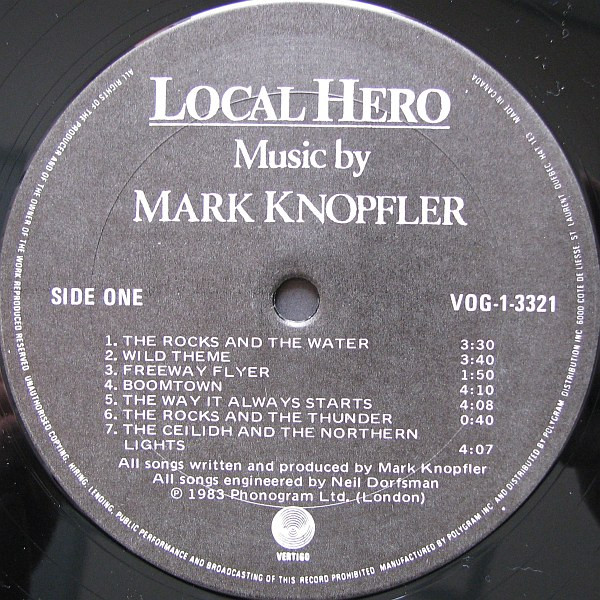 LOCAL HERO
Music by
MARK KNOPFLER
SIDE ONE
VOG-1-3321
1. THE ROCKS AND THE WATER 3:30
2. WILD THEME 3:40
3. FREEWAY FLYER 1:50
4. BOOMTOWN 4:10
5. THE WAY IT ALWAYS STARTS 4:08
6. THE ROCKS AND THE THUNDER 0:40
7. THE CEILIDH AND THE NORTHERN
LIGHTS 4:07
All songs written and produced by Mark Knopfler
All songs engineered by Neil Dorfsman
℗ 1983 Phonogram Ltd. (London)
VERTIGO
ALL RIGHTS OF THE PRODUCER AND OF THE OWNER OF THE WORK REPRODUCED RESERVED. UNAUTHORISED COPYING, HIRING, LENDING, PUBLIC PERFORMANCE AND BROADCASTING OF THIS RECORD PROHIBITED. MANUFACTURED BY POLYGRAM INC. AND DISTRIBUTED BY POLYGRAM DISTRIBUTION INC. 6000 COTE DE LIESSE, ST LAURENT, QUEBEC H4T 1E3 MADE IN CANADA